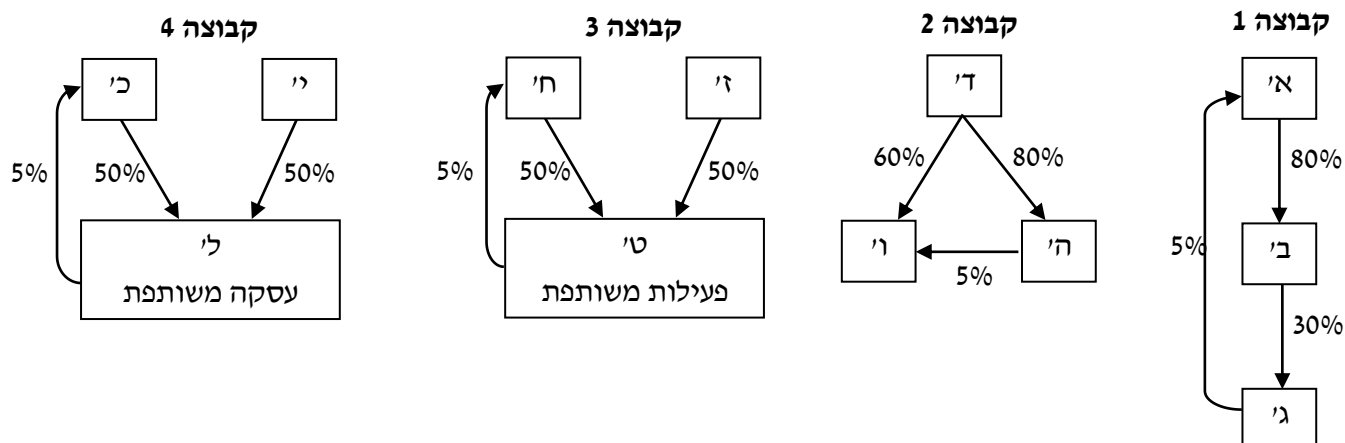 קבוצה 1
א׳
80%
ב׳
5%
30%
ג׳
קבוצה 2
ד׳
60%
80%
ו׳
ה׳
5%
קבוצה 3
ח׳
ז׳
5%
50%
50%
ט׳
פעילות משותפת
קבוצה 4
כ׳
י׳
5%
50%
50%
ל׳
עסקה משותפת